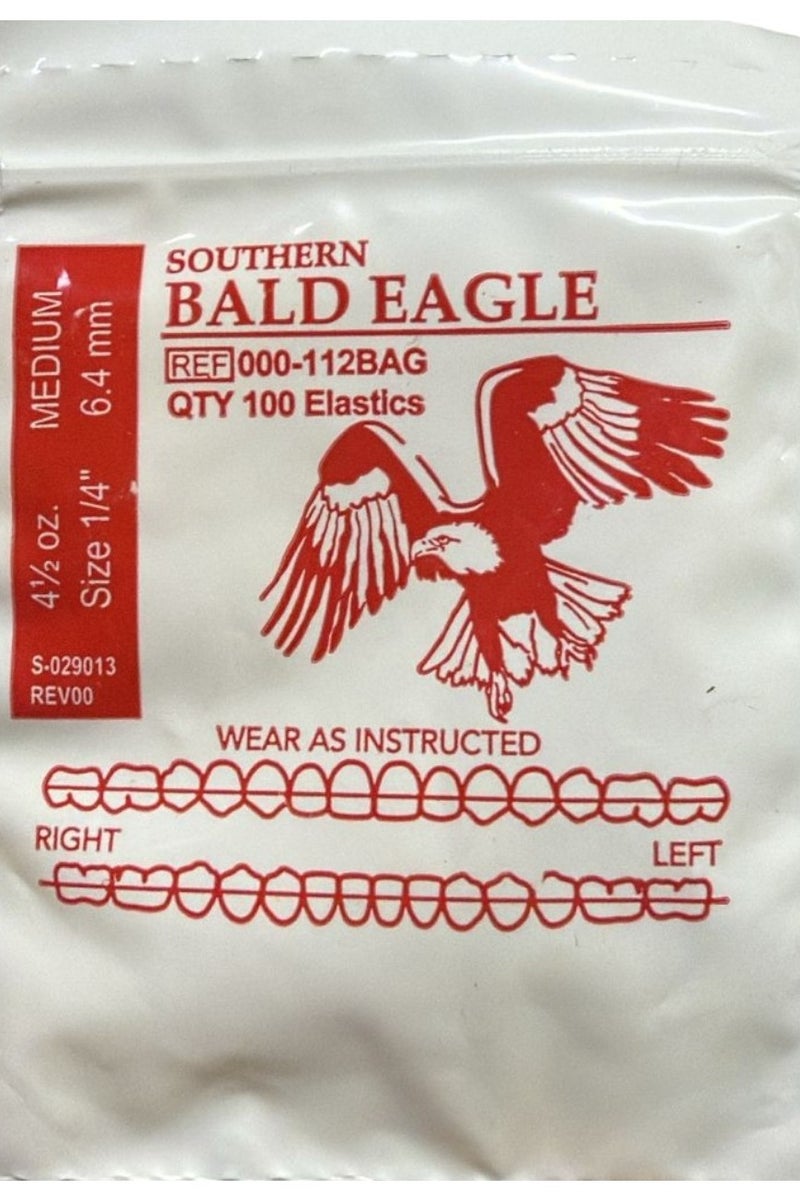 SOUTHERN
BALD EAGLE
REF 000-112BAG
QTY 100 Elastics
4½ oz. MEDIUM
Size 1/4" 6.4 mm
S-029013
REV00
WEAR AS INSTRUCTED
RIGHT
LEFT